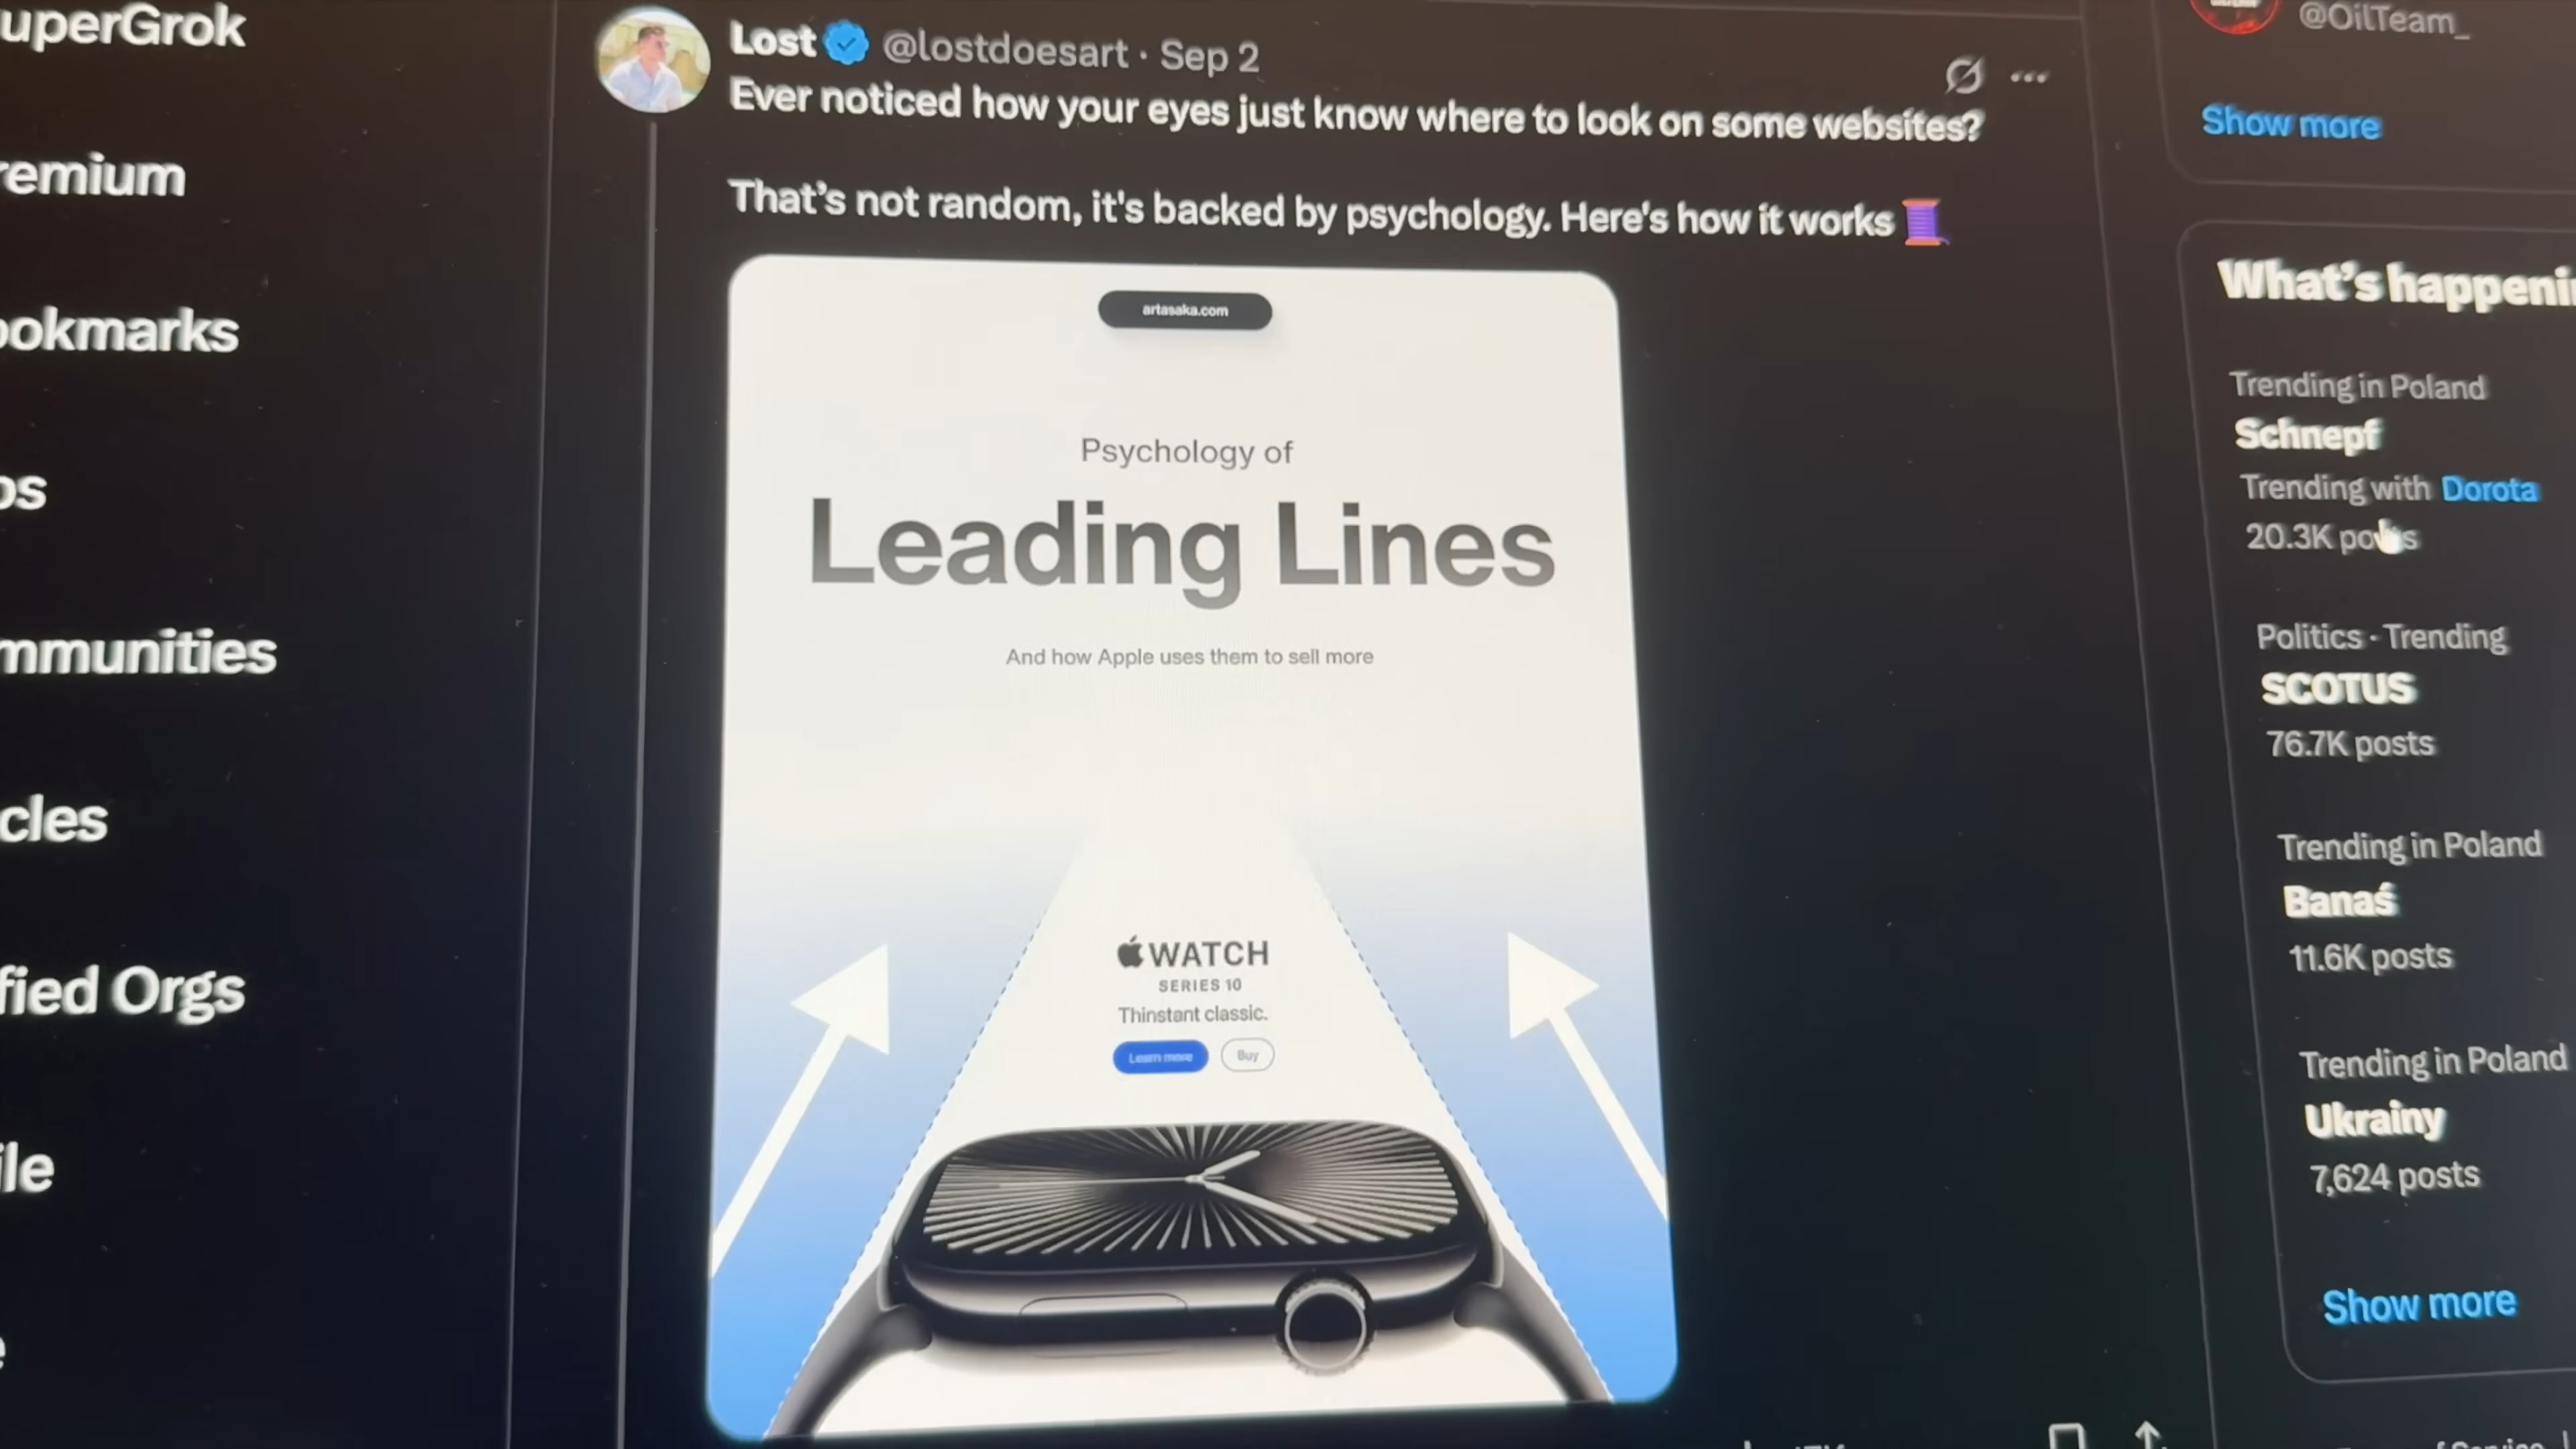 uperGrok
remium
ookmarks
os
mmunities
cles
fied Orgs
ile
Lost @lostdoesart · Sep 2
Ever noticed how your eyes just know where to look on some websites?
That's not random, it's backed by psychology. Here's how it works
artasaka.com
Psychology of
Leading Lines
And how Apple uses them to sell more
WATCH
SERIES 10
Thinstant classic.
Learn more Buy
@OilTeam_
Show more
What's happenin
Trending in Poland
Schnepf
Trending with Dorota
20.3K posts
Politics · Trending
SCOTUS
76.7K posts
Trending in Poland
Banaś
11.6K posts
Trending in Poland
Ukrainy
7,624 posts
Show more